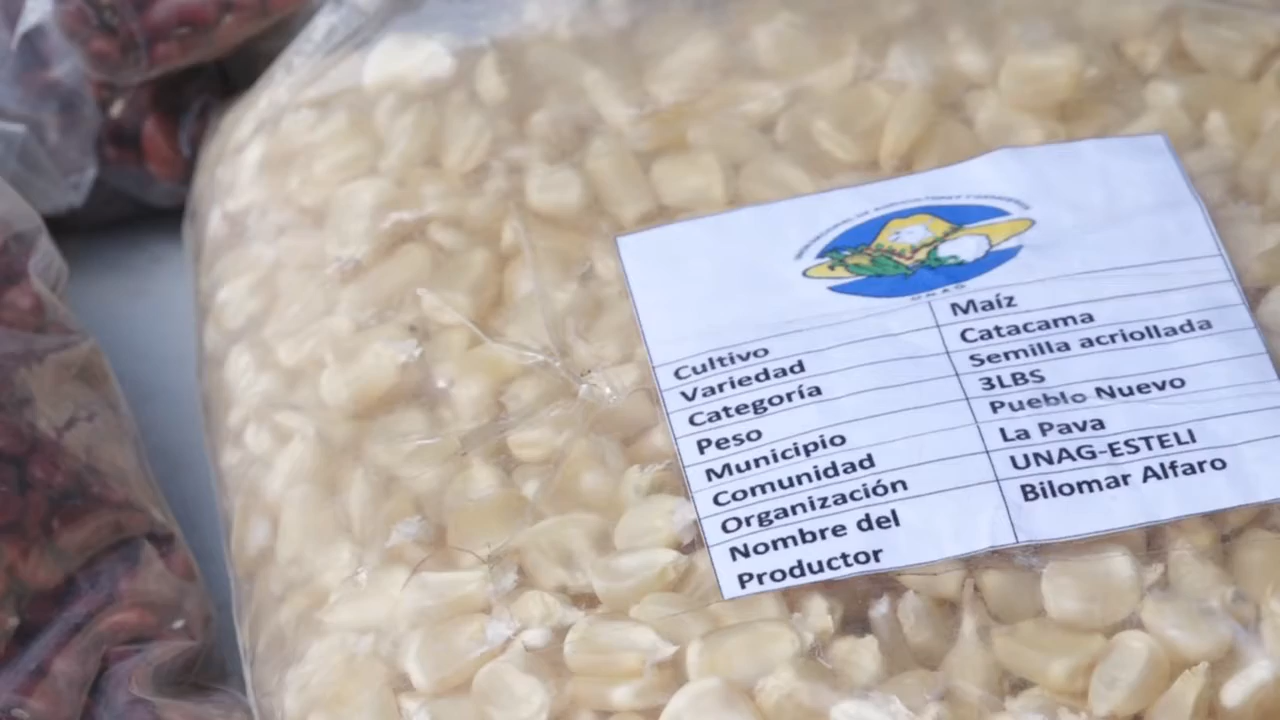 U N A G
Cultivo Maíz
Variedad Catacama
Categoría Semilla acriollada
Peso 3LBS
Municipio Pueblo Nuevo
Comunidad La Pava
Organización UNAG-ESTELI
Nombre del Bilomar Alfaro
Productor